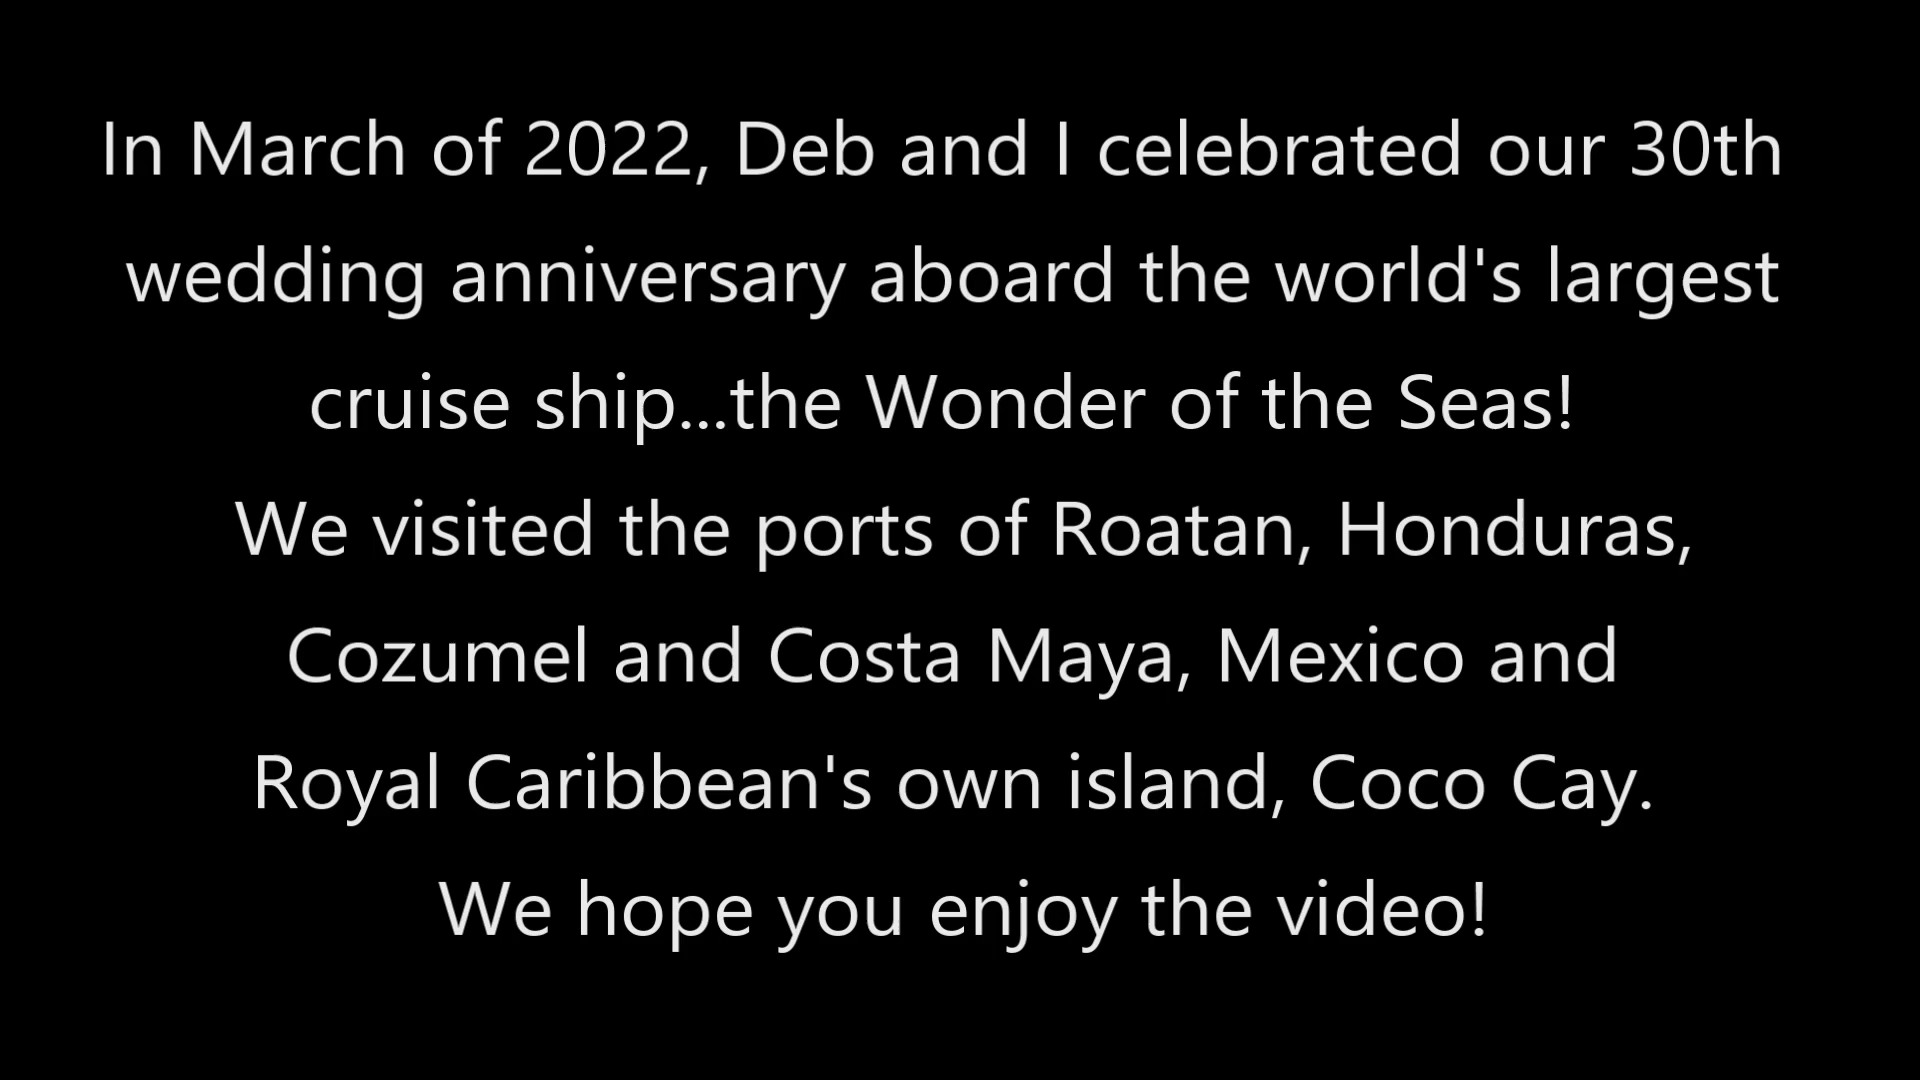 In March of 2022, Deb and I celebrated our 30th
wedding anniversary aboard the world's largest
cruise ship...the Wonder of the Seas!
We visited the ports of Roatan, Honduras,
Cozumel and Costa Maya, Mexico and
Royal Caribbean's own island, Coco Cay.
We hope you enjoy the video!